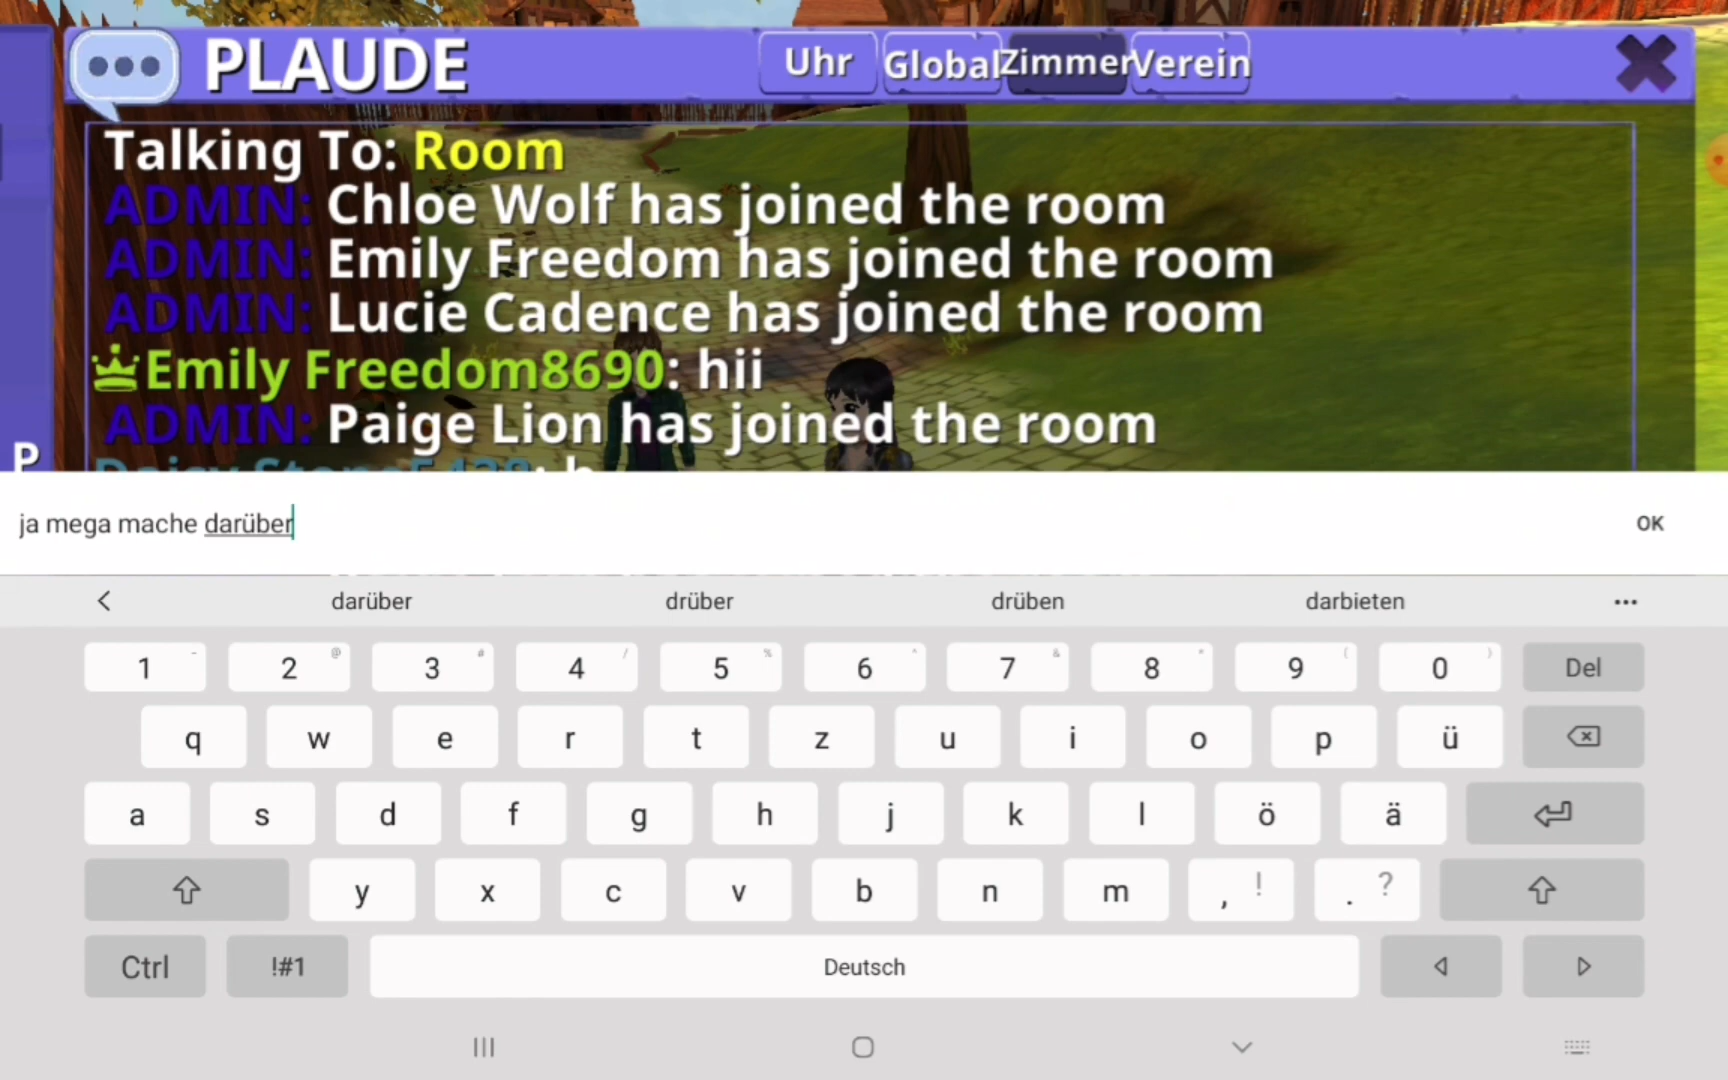 PLAUDE
Uhr Global Zimmer Verein
Talking To: Room
ADMIN: Chloe Wolf has joined the room
ADMIN: Emily Freedom has joined the room
ADMIN: Lucie Cadence has joined the room
Emily Freedom8690: hii
ADMIN: Paige Lion has joined the room
P
ja mega mache darüber OK
darüber drüber drüben darbieten
1 - 2 @ 3 # 4 / 5 % 6 ^ 7 & 8 * 9 ( 0 ) Del
q w e r t z u i o p ü
a s d f g h j k l ö ä
y x c v b n m , ! . ?
Ctrl !#1 Deutsch